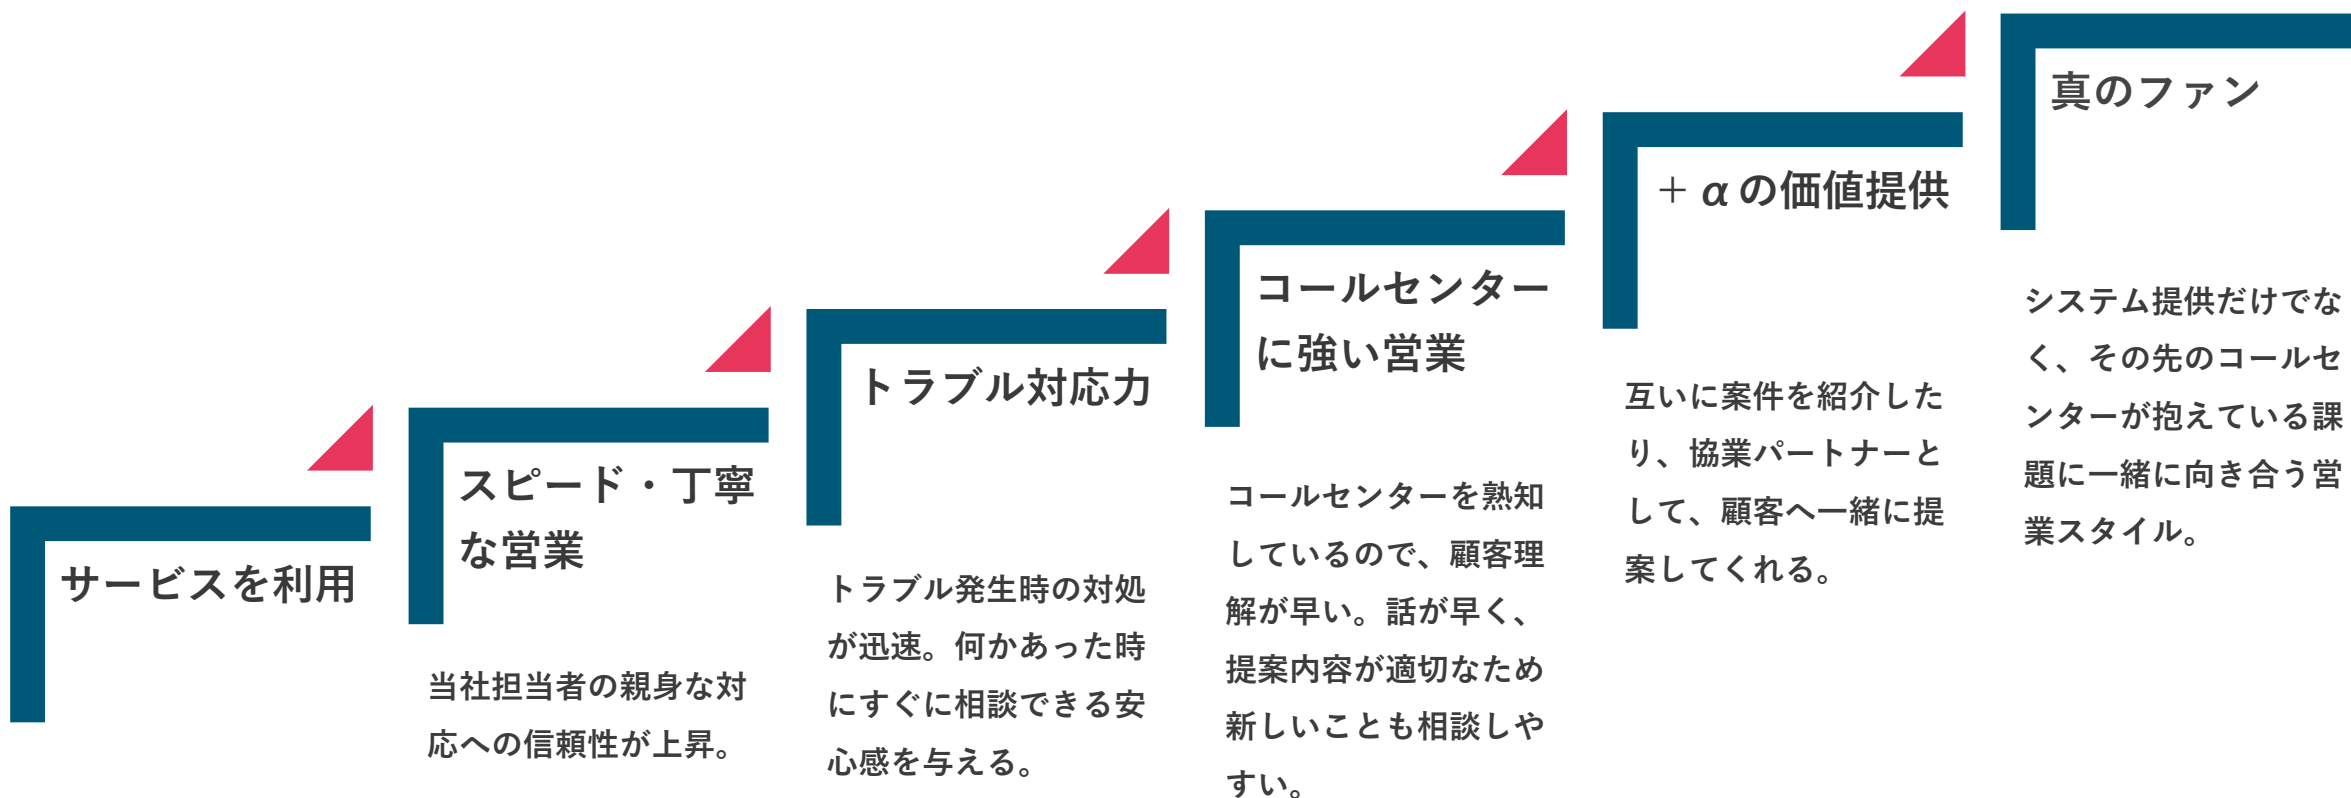 サービスを利用
スピード・丁寧
な営業
当社担当者の親身な対
応への信頼性が上昇。
トラブル対応力
トラブル発生時の対処
が迅速。何かあった時
にすぐに相談できる安
心感を与える。
コールセンター
に強い営業
コールセンターを熟知
しているので、顧客理
解が早い。話が早く、
提案内容が適切なため
新しいことも相談しや
すい。
+αの価値提供
互いに案件を紹介した
り、協業パートナーと
して、顧客へ一緒に提
案してくれる。
真のファン
システム提供だけでな
く、その先のコールセ
ンターが抱えている課
題に一緒に向き合う営
業スタイル。